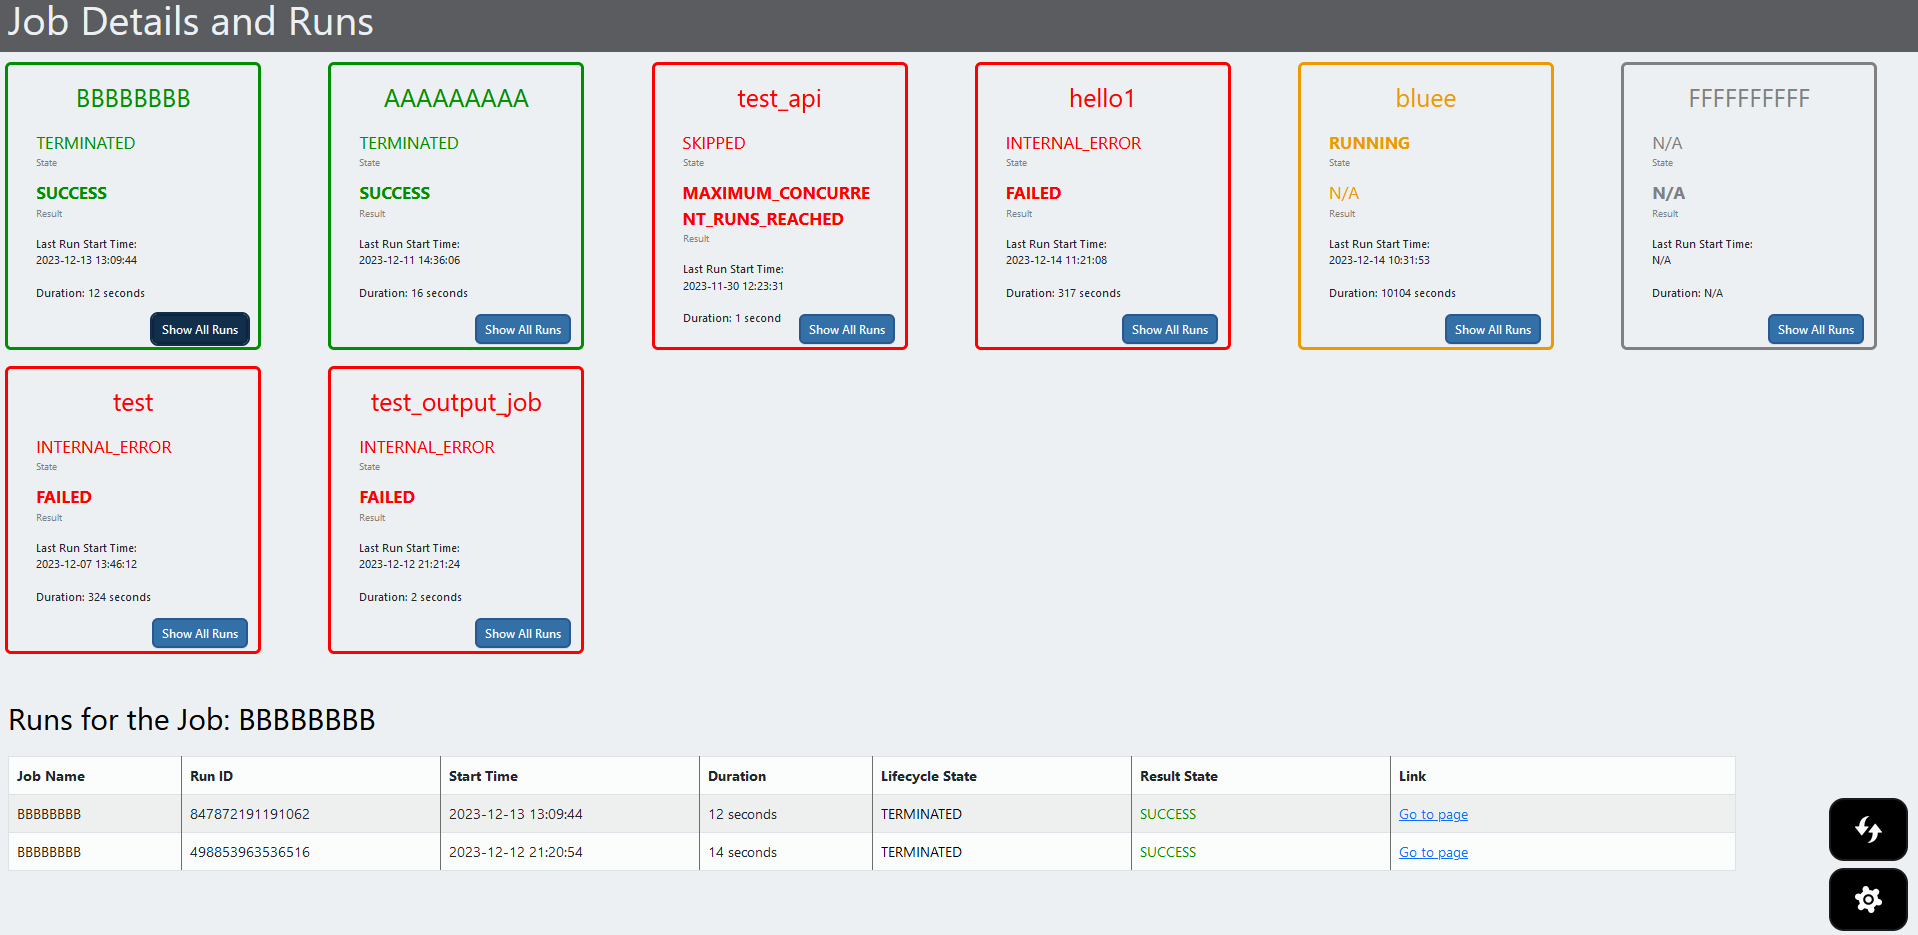 Job Details and Runs
BBBBBBBB
TERMINATED
State
SUCCESS
Result
Last Run Start Time:
2023-12-13 13:09:44
Duration: 12 seconds
Show All Runs
AAAAAAAAA
TERMINATED
State
SUCCESS
Result
Last Run Start Time:
2023-12-11 14:36:06
Duration: 16 seconds
Show All Runs
test_api
SKIPPED
State
MAXIMUM_CONCURRE
NT_RUNS_REACHED
Result
Last Run Start Time:
2023-11-30 12:23:31
Duration: 1 second
Show All Runs
hello1
INTERNAL_ERROR
State
FAILED
Result
Last Run Start Time:
2023-12-14 11:21:08
Duration: 317 seconds
Show All Runs
bluee
RUNNING
State
N/A
Result
Last Run Start Time:
2023-12-14 10:31:53
Duration: 10104 seconds
Show All Runs
FFFFFFFFFF
N/A
State
N/A
Result
Last Run Start Time:
N/A
Duration: N/A
Show All Runs
test
INTERNAL_ERROR
State
FAILED
Result
Last Run Start Time:
2023-12-07 13:46:12
Duration: 324 seconds
Show All Runs
test_output_job
INTERNAL_ERROR
State
FAILED
Result
Last Run Start Time:
2023-12-12 21:21:24
Duration: 2 seconds
Show All Runs
Runs for the Job: BBBBBBBB
Job Name Run ID Start Time Duration Lifecycle State Result State Link
BBBBBBBB 847872191191062 2023-12-13 13:09:44 12 seconds TERMINATED SUCCESS Go to page
BBBBBBBB 498853963536516 2023-12-12 21:20:54 14 seconds TERMINATED SUCCESS Go to page